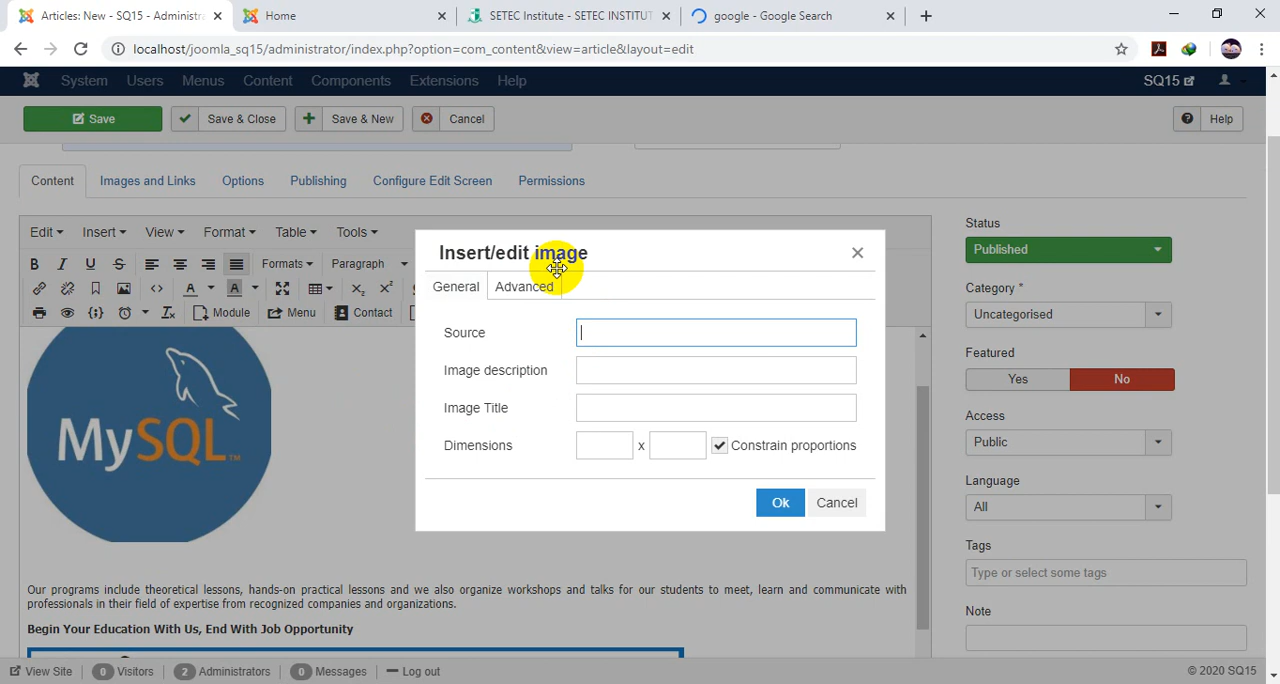 Articles: New - SQ15 - Administra
Home
SETEC Institute - SETEC INSTITUT
google - Google Search
localhost/joomla_sq15/administrator/index.php?option=com_content&view=article&layout=edit
System Users Menus Content Components Extensions Help SQ15
Save Save & Close Save & New Cancel Help
Content Images and Links Options Publishing Configure Edit Screen Permissions
Edit Insert View Format Table Tools
B I U S Formats Paragraph
A A X₂ X²
Module Menu Contact
MySQL™
Our programs include theoretical lessons, hands-on practical lessons and we also organize workshops and talks for our students to meet, learn and communicate with
professionals in their field of expertise from recognized companies and organizations.
Begin Your Education With Us, End With Job Opportunity
Insert/edit image
General Advanced
Source
Image description
Image Title
Dimensions x Constrain proportions
Ok Cancel
Status
Published
Category *
Uncategorised
Featured
Yes No
Access
Public
Language
All
Tags
Type or select some tags
Note
View Site 0 Visitors 2 Administrators 0 Messages Log out © 2020 SQ15